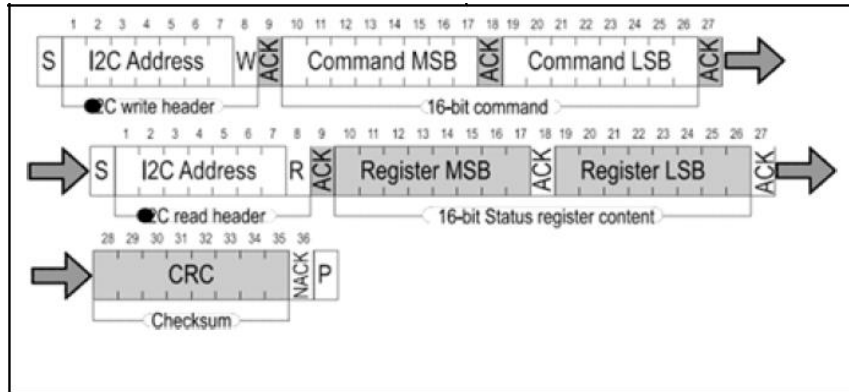 1 2 3 4 5 6 7 8 9 10 11 12 13 14 15 16 17 18 19 20 21 22 23 24 25 26 27
S I2C Address W ACK Command MSB ACK Command LSB ACK
2C write header 16-bit command
1 2 3 4 5 6 7 8 9 10 11 12 13 14 15 16 17 18 19 20 21 22 23 24 25 26 27
S I2C Address R ACK Register MSB ACK Register LSB ACK
2C read header 16-bit Status register content
28 29 30 31 32 33 34 35 36
CRC NACK P
Checksum